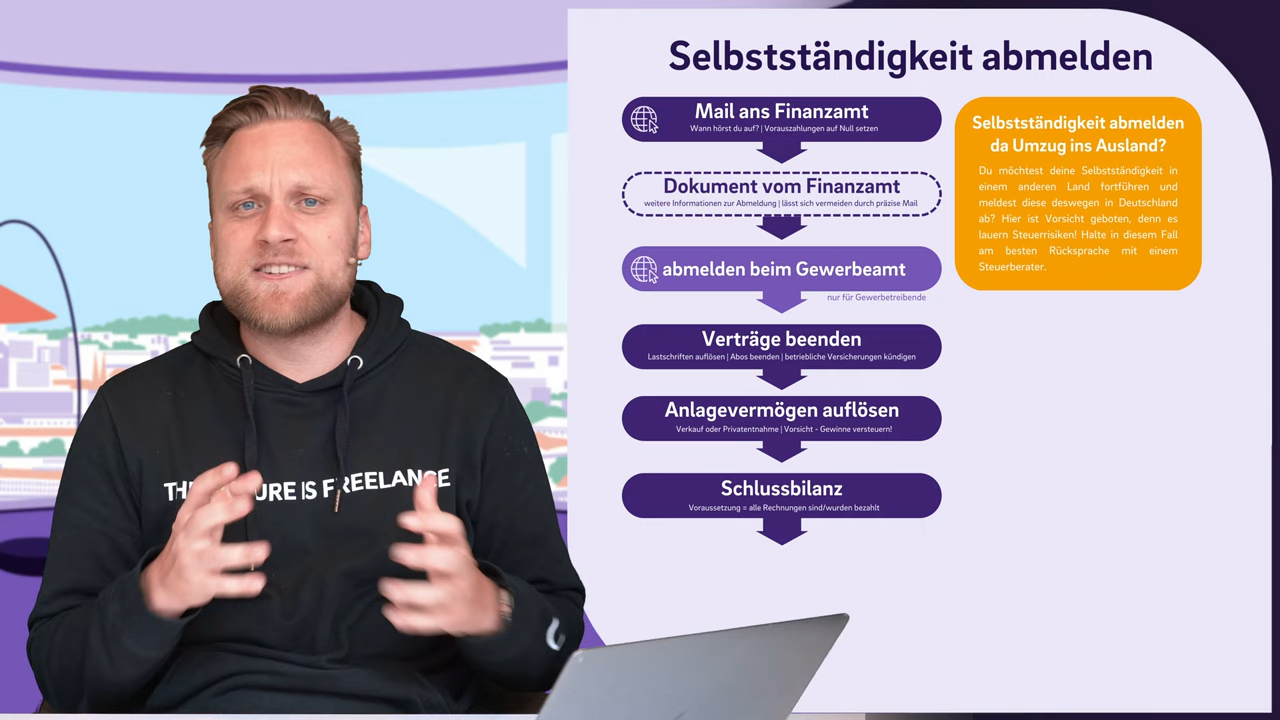 Selbstständigkeit abmelden
Mail ans Finanzamt
Wann hörst du auf? | Vorauszahlungen auf Null setzen
Dokument vom Finanzamt
weitere Informationen zur Abmeldung | lässt sich vermeiden durch präzise Mail
abmelden beim Gewerbeamt
nur für Gewerbetreibende
Verträge beenden
Lastschriften auflösen | Abos beenden | betriebliche Versicherungen kündigen
Anlagevermögen auflösen
Verkauf oder Privatentnahme | Vorsicht - Gewinne versteuern!
Schlussbilanz
Voraussetzung = alle Rechnungen sind/wurden bezahlt
Selbstständigkeit abmelden
da Umzug ins Ausland?
Du möchtest deine Selbstständigkeit in
einem anderen Land fortführen und
meldest diese deswegen in Deutschland
ab? Hier ist Vorsicht geboten, denn es
lauern Steuerrisiken! Halte in diesem Fall
am besten Rücksprache mit einem
Steuerberater.
IS FREELANCE